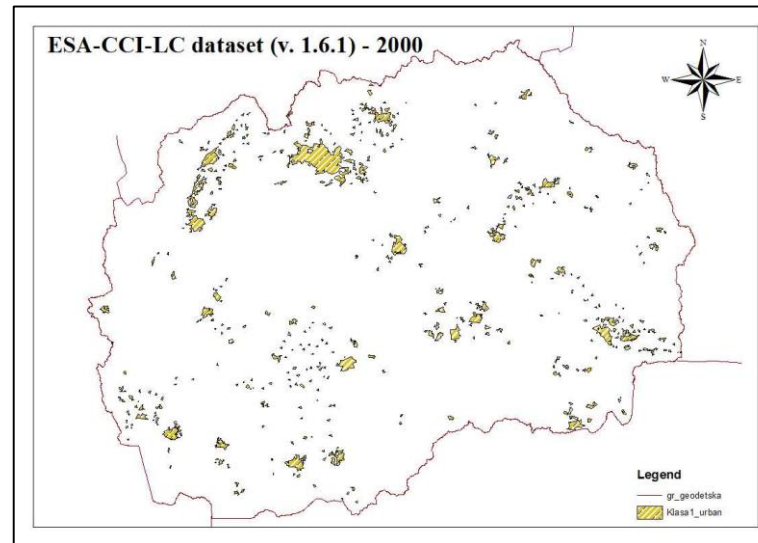 ESA-CCI-LC dataset (v. 1.6.1) - 2000
N
W E
S
Legend
gr_geodetska
Klasa1_urban